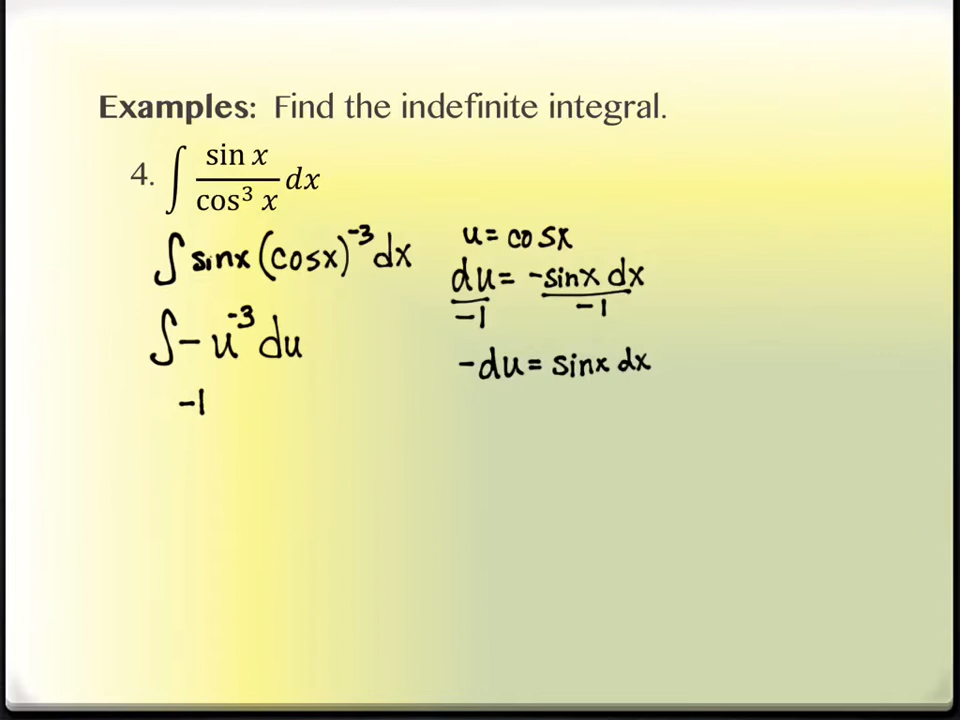 Examples: Find the indefinite integral.
4. ∫ sin x / cos³ x dx
∫ sinx (cosx)⁻³ dx
u = cosx
du = -sinx dx
-1 -1
∫ - u⁻³ du
-du = sinx dx
-1